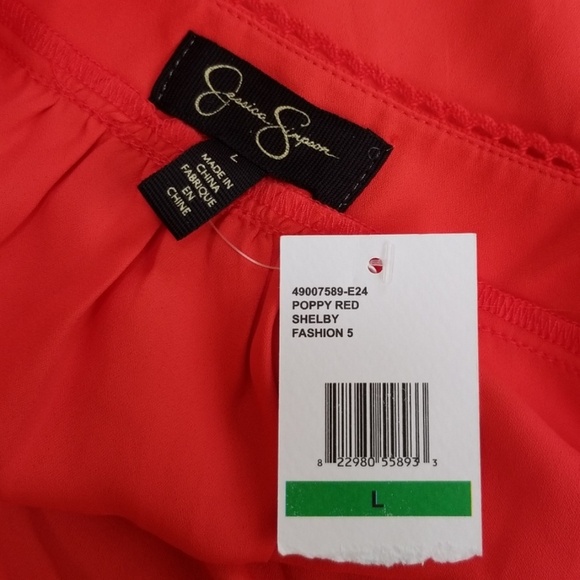 Jessica Simpson
L
MADE IN
CHINA
FABRIQUE
EN
CHINE
49007589-E24
POPPY RED
SHELBY
FASHION 5
8 22980 55893 3
L